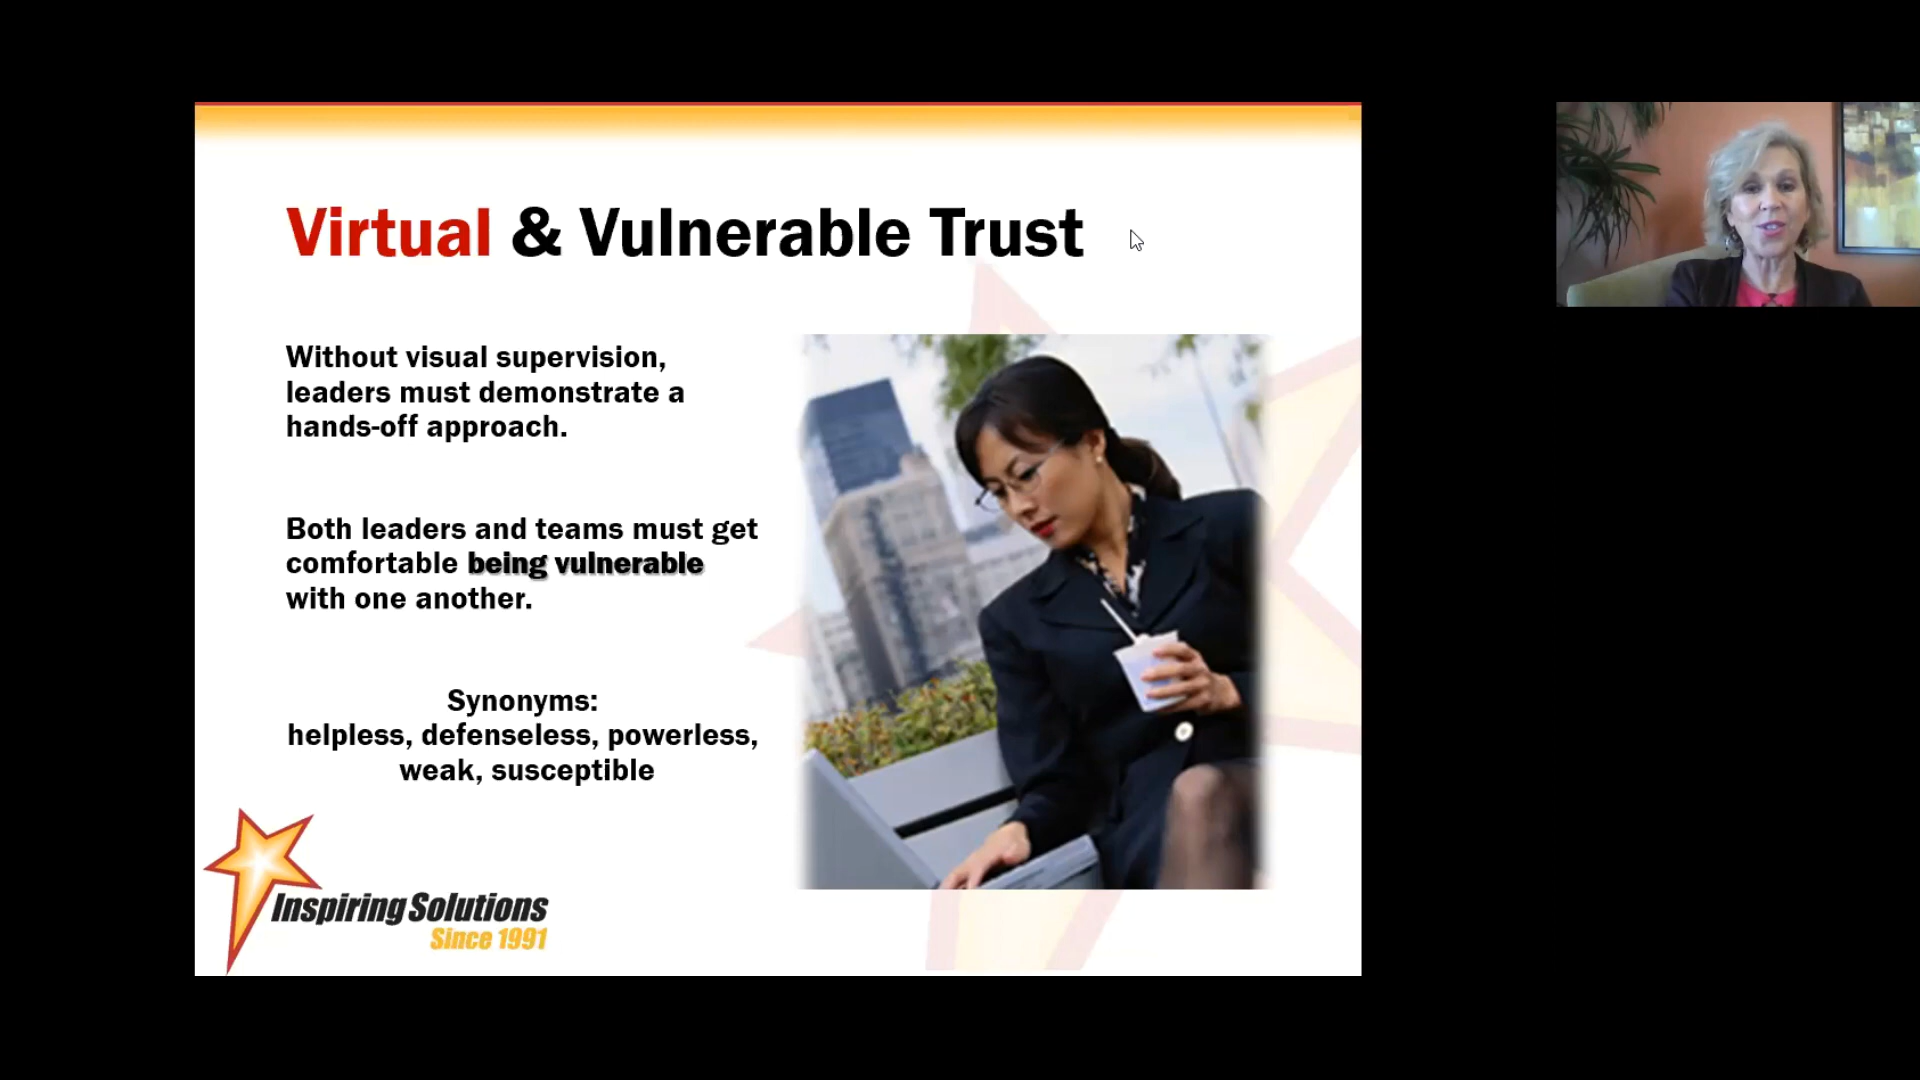 Virtual & Vulnerable Trust
Without visual supervision,
leaders must demonstrate a
hands-off approach.
Both leaders and teams must get
comfortable being vulnerable
with one another.
Synonyms:
helpless, defenseless, powerless,
weak, susceptible
Inspiring Solutions
Since 1991